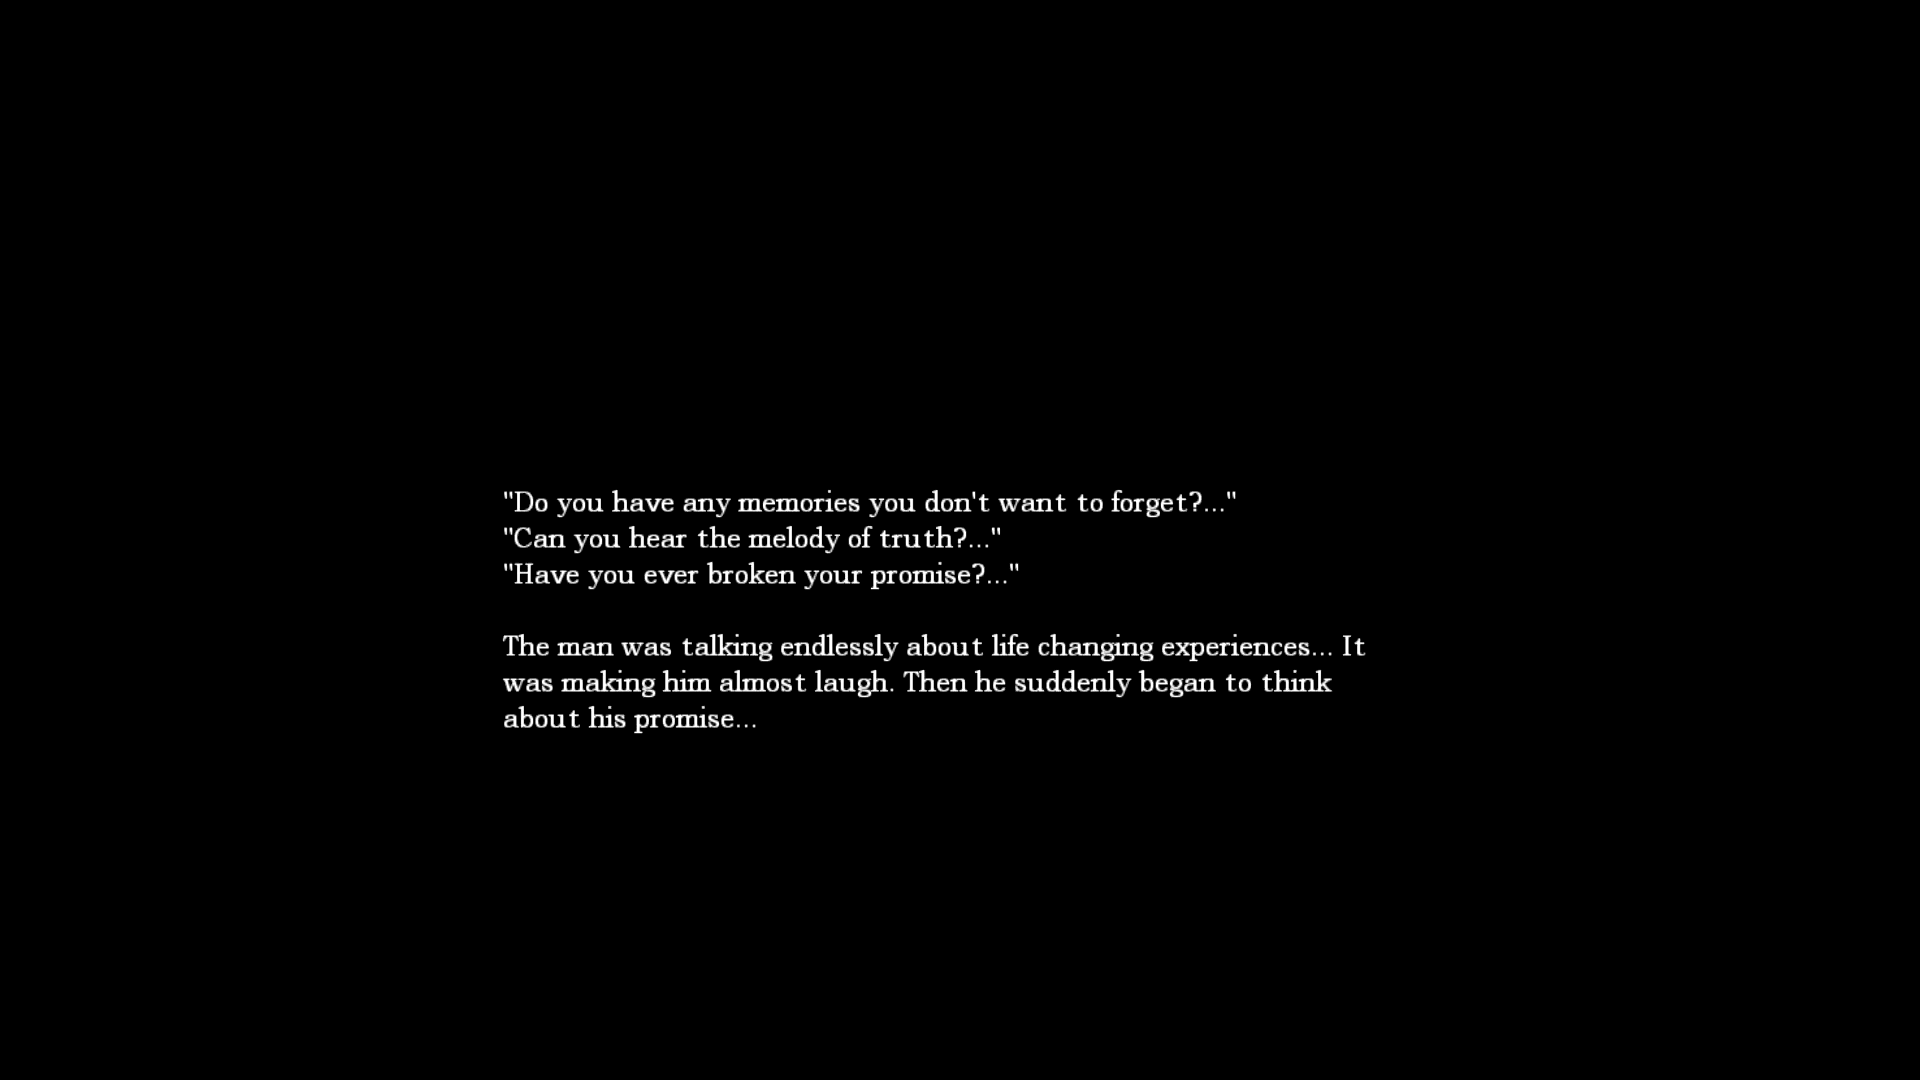 "Do you have any memories you don't want to forget?..."
"Can you hear the melody of truth?..."
"Have you ever broken your promise?..."
The man was talking endlessly about life changing experiences... It
was making him almost laugh. Then he suddenly began to think
about his promise...